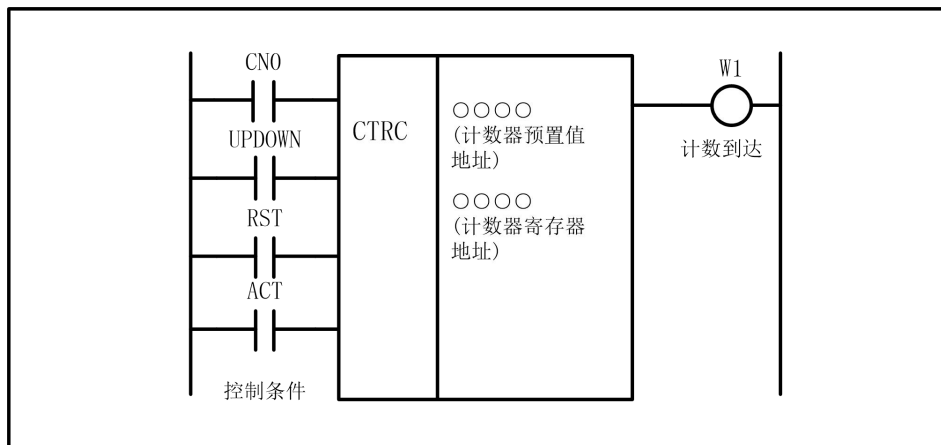 CN0
W1
UPDOWN
CTRC
○○○○
(计数器预置值
地址)
计数到达
RST
○○○○
(计数器寄存器
地址)
ACT
控制条件